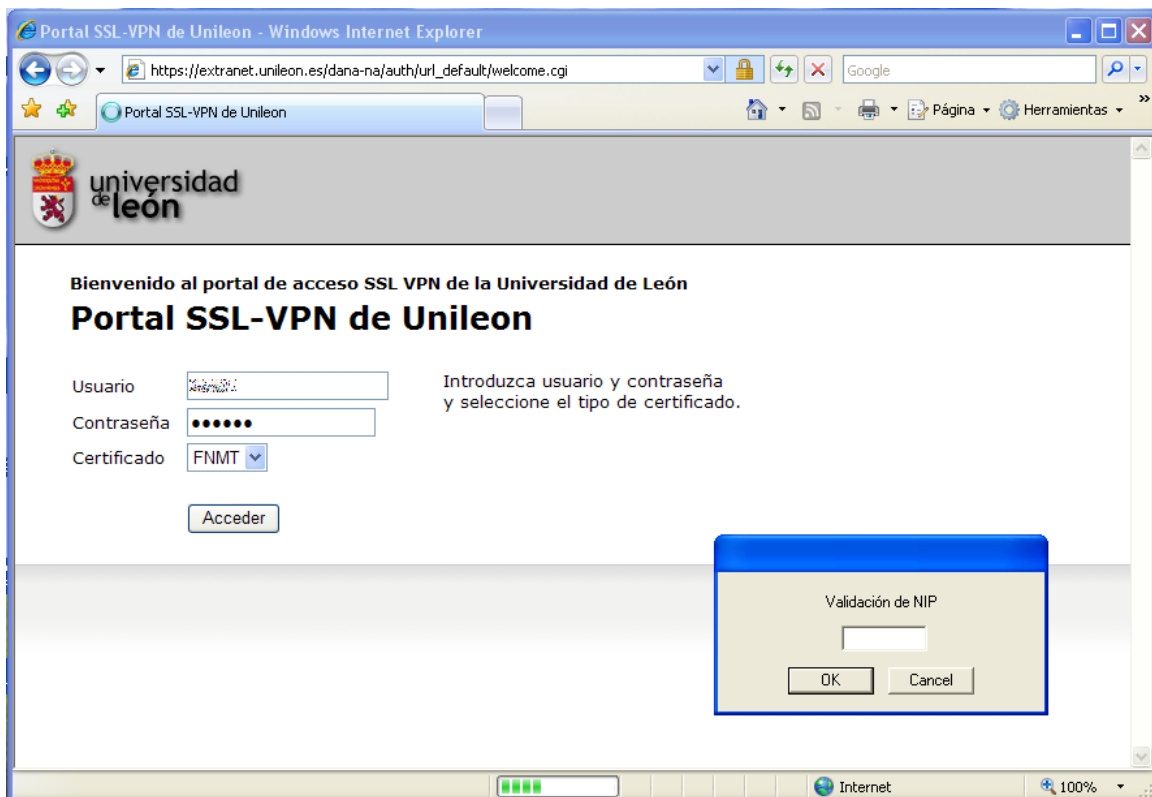 Portal SSL-VPN de Unileon - Windows Internet Explorer
https://extranet.unileon.es/dana-na/auth/url_default/welcome.cgi
Google
Portal SSL-VPN de Unileon
Página
Herramientas
universidad
de león
Bienvenido al portal de acceso SSL VPN de la Universidad de León
Portal SSL-VPN de Unileon
Usuario
Introduzca usuario y contraseña
y seleccione el tipo de certificado.
Contraseña ••••••
Certificado FNMT
Acceder
Validación de NIP
OK Cancel
Internet
100%